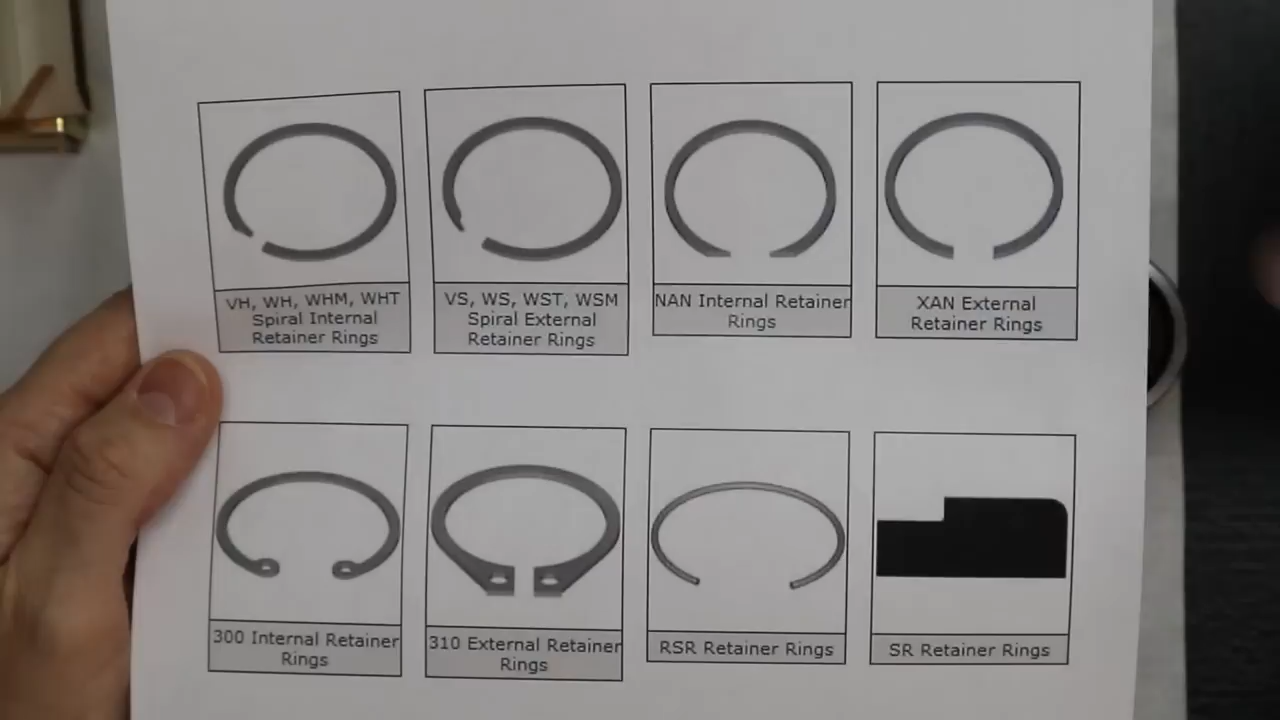 VH, WH, WHM, WHT
Spiral Internal
Retainer Rings
VS, WS, WST, WSM
Spiral External
Retainer Rings
NAN Internal Retainer
Rings
XAN External
Retainer Rings
300 Internal Retainer
Rings
310 External Retainer
Rings
RSR Retainer Rings
SR Retainer Rings